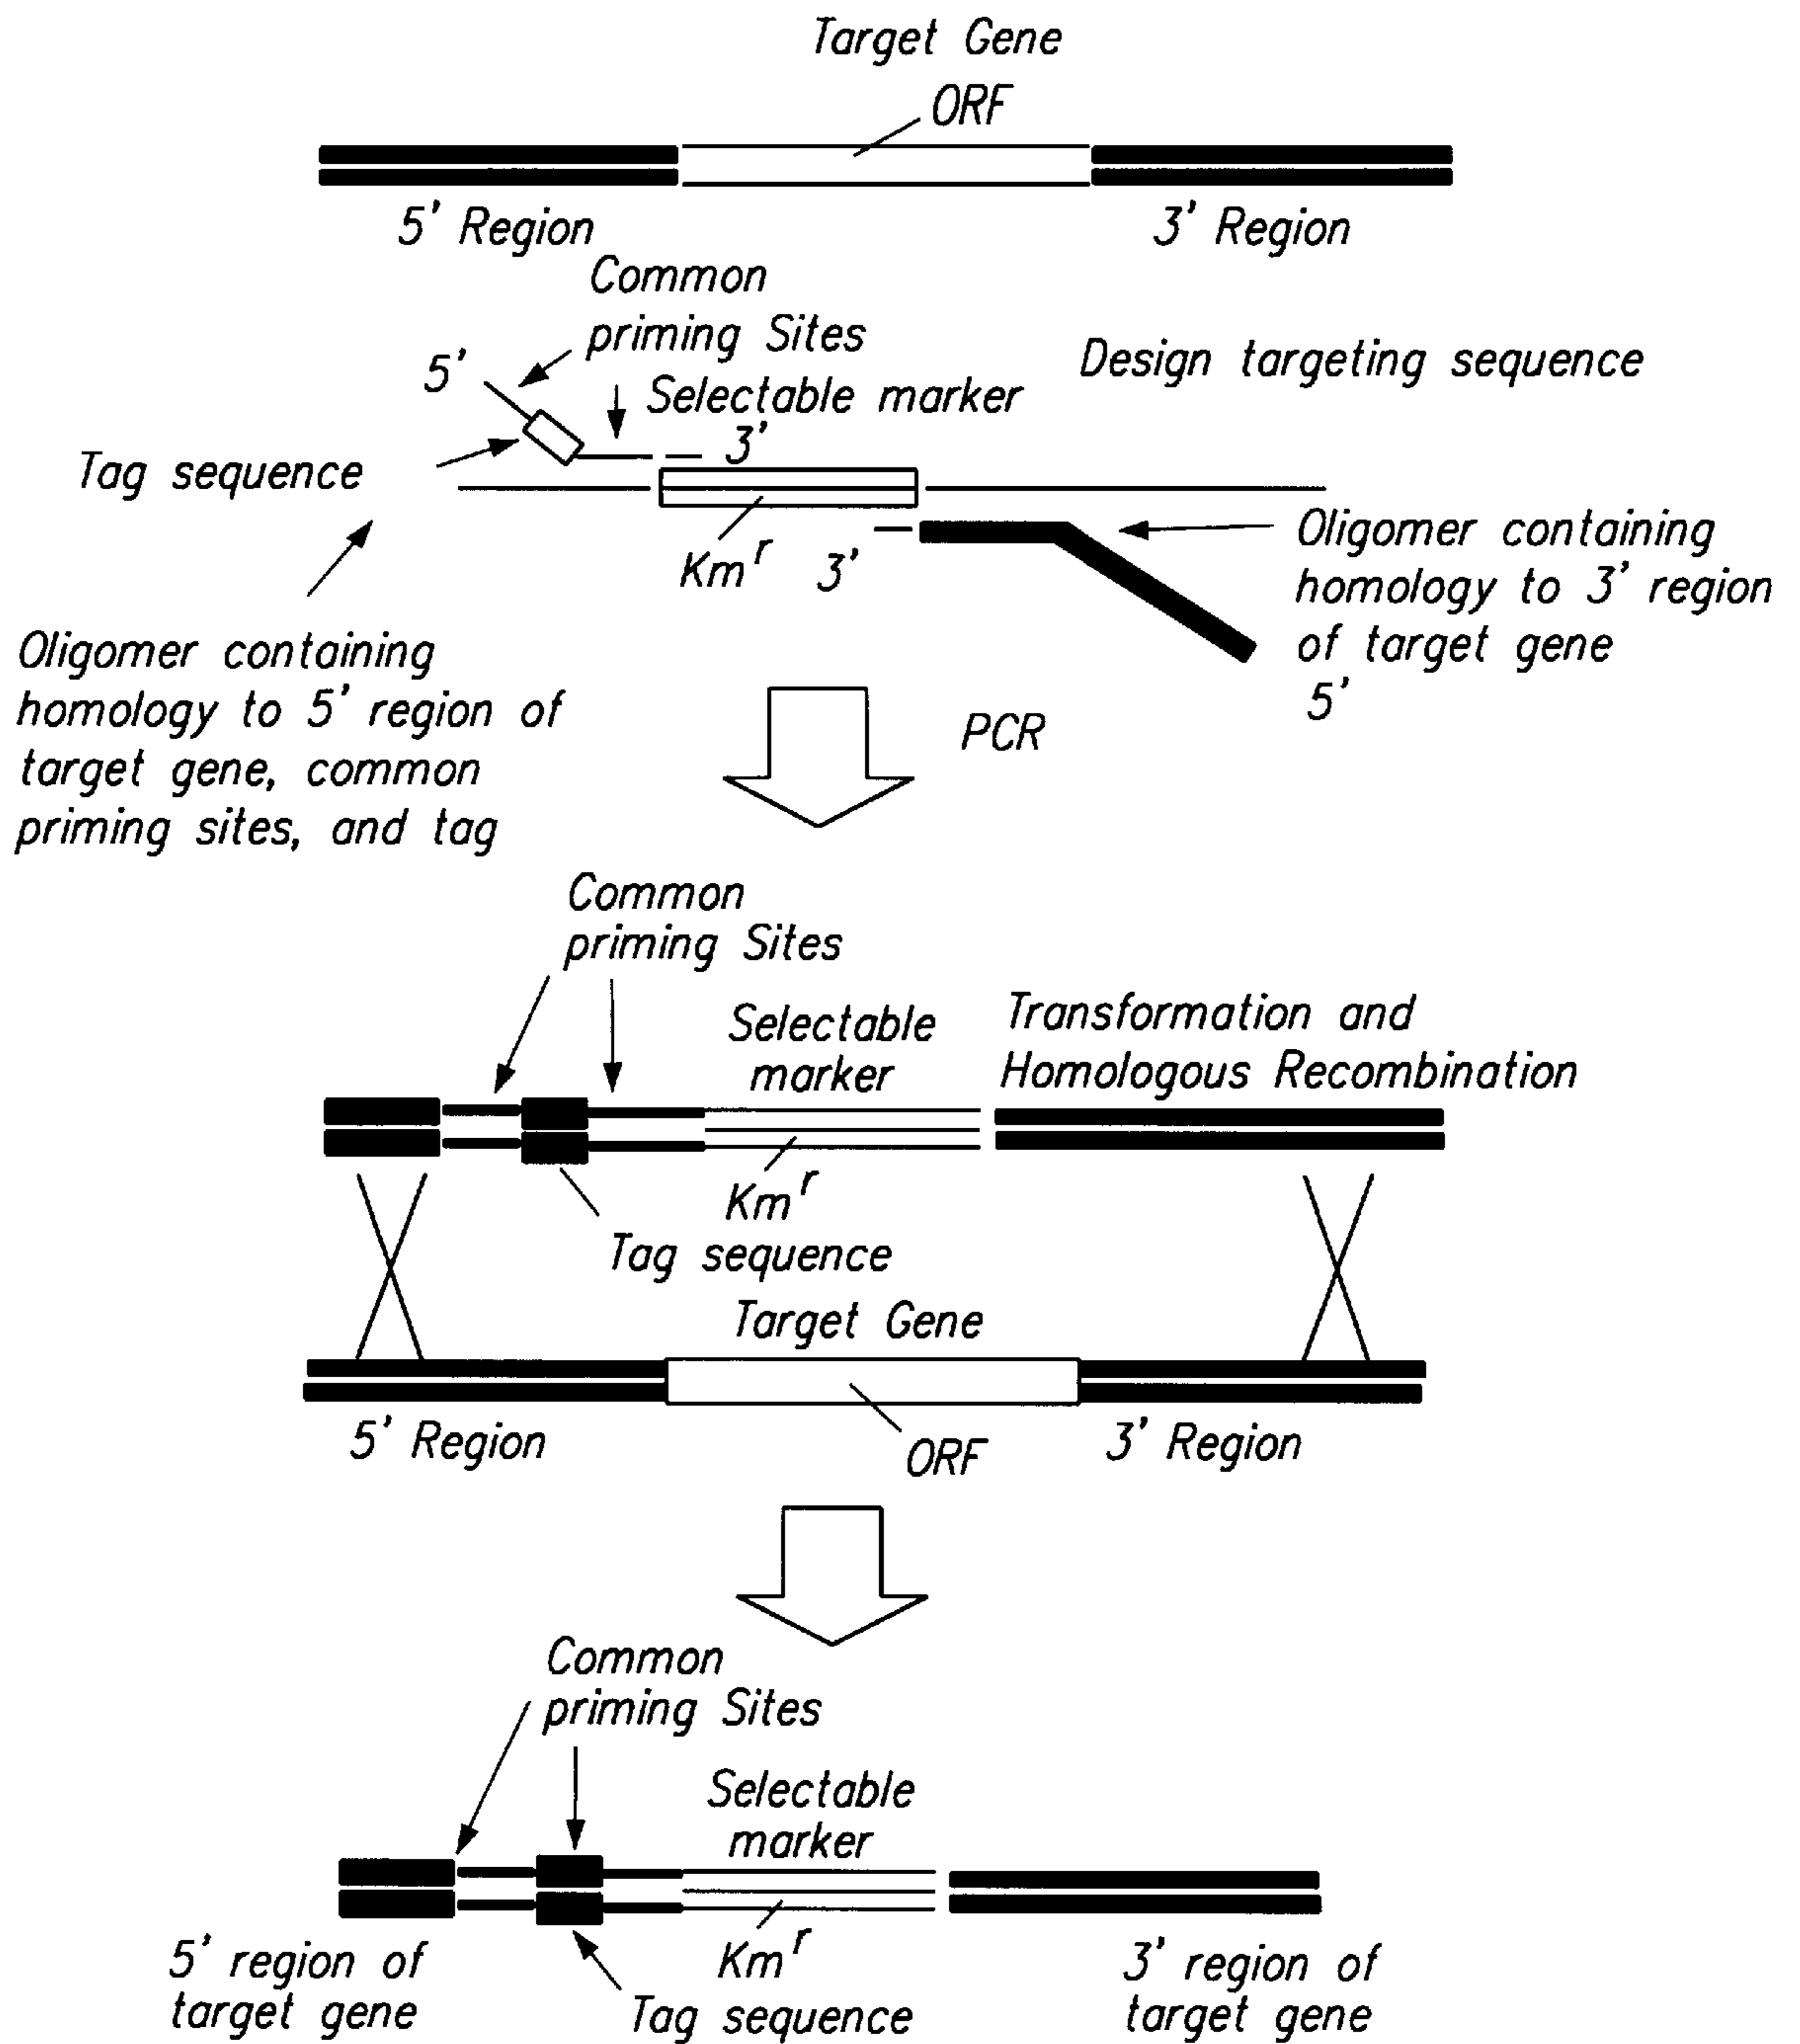 Target Gene
ORF
5' Region
3' Region
Common
priming Sites
Design targeting sequence
5'
Selectable marker
3'
Tag sequence
Km^r
3'
Oligomer containing
homology to 3' region
of target gene
5'
Oligomer containing
homology to 5' region of
target gene, common
priming sites, and tag
PCR
Common
priming Sites
Selectable
marker
Transformation and
Homologous Recombination
Km^r
Tag sequence
Target Gene
5' Region
ORF
3' Region
Common
priming Sites
Selectable
marker
5' region of
target gene
Km^r
Tag sequence
3' region of
target gene